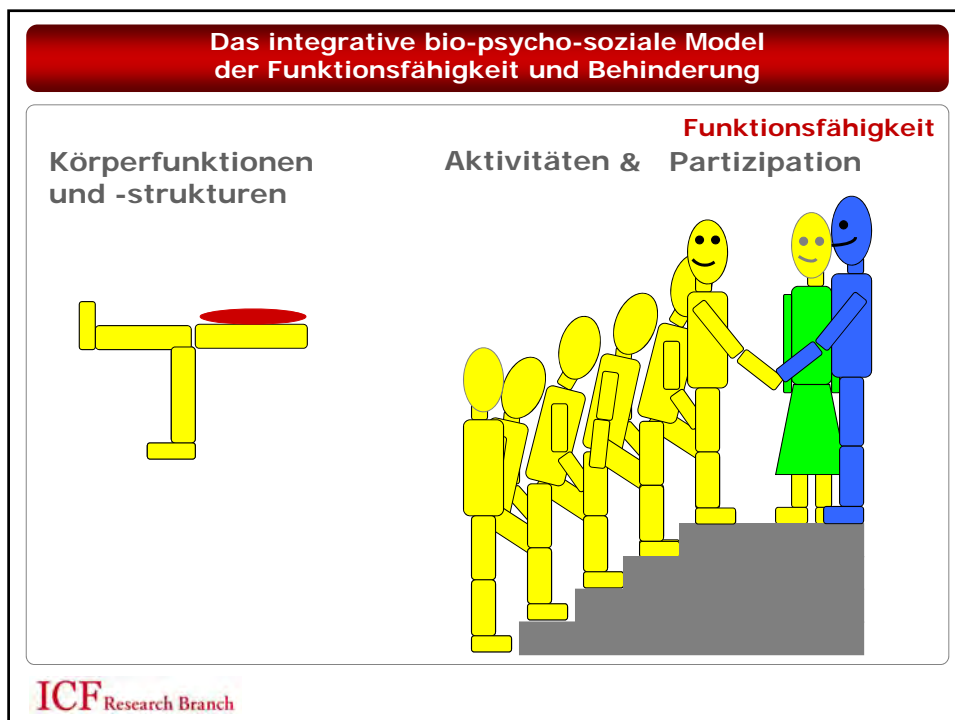 Das integrative bio-psycho-soziale Model
der Funktionsfähigkeit und Behinderung
Funktionsfähigkeit
Körperfunktionen
und -strukturen
Aktivitäten & Partizipation
ICF Research Branch